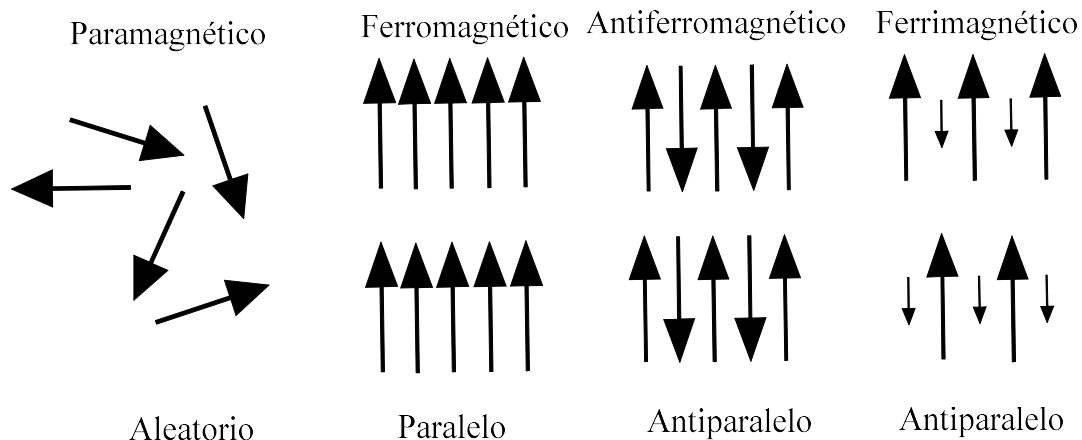 Paramagnético
Ferromagnético
Antiferromagnético
Ferrimagnético
Aleatorio
Paralelo
Antiparalelo
Antiparalelo